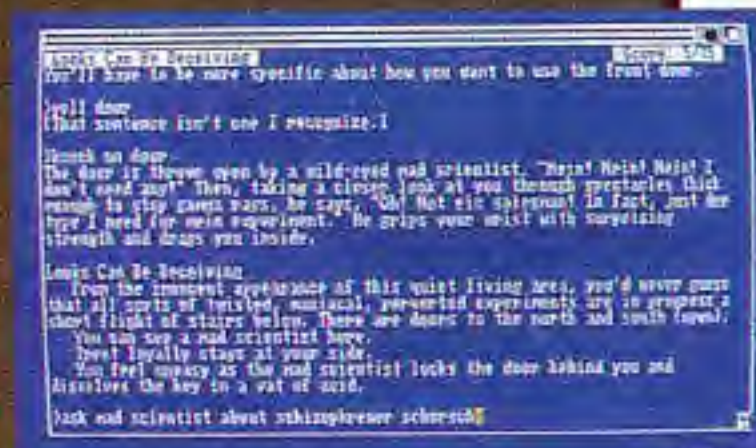 Looks Can Be Deceiving Score: 5/25
You'll have to be more specific about how you want to use the front door.
>yell door
[That sentence isn't one I recognize.]
>knock on door
The door is thrown open by a wild-eyed mad scientist. "Nein! Nein! Nein! I
don't need any!" Then, taking a closer look at you through spectacles thick
enough to stop gamma rays, he says, "Oh! Not ein salesman! In fact, just der
type I need for mein experiment." He grips your wrist with surprising
strength and drags you inside.
Looks Can Be Deceiving
From the innocent appearance of this quiet living area, you'd never guess
that all sorts of twisted, maniacal, perverted experiments are in progress a
short flight of stairs below. There are doors to the north and south (open).
You can see a mad scientist here.
Trent loyally stays at your side.
You feel uneasy as the mad scientist locks the door behind you and
dissolves the key in a vat of acid.
>ask mad scientist about